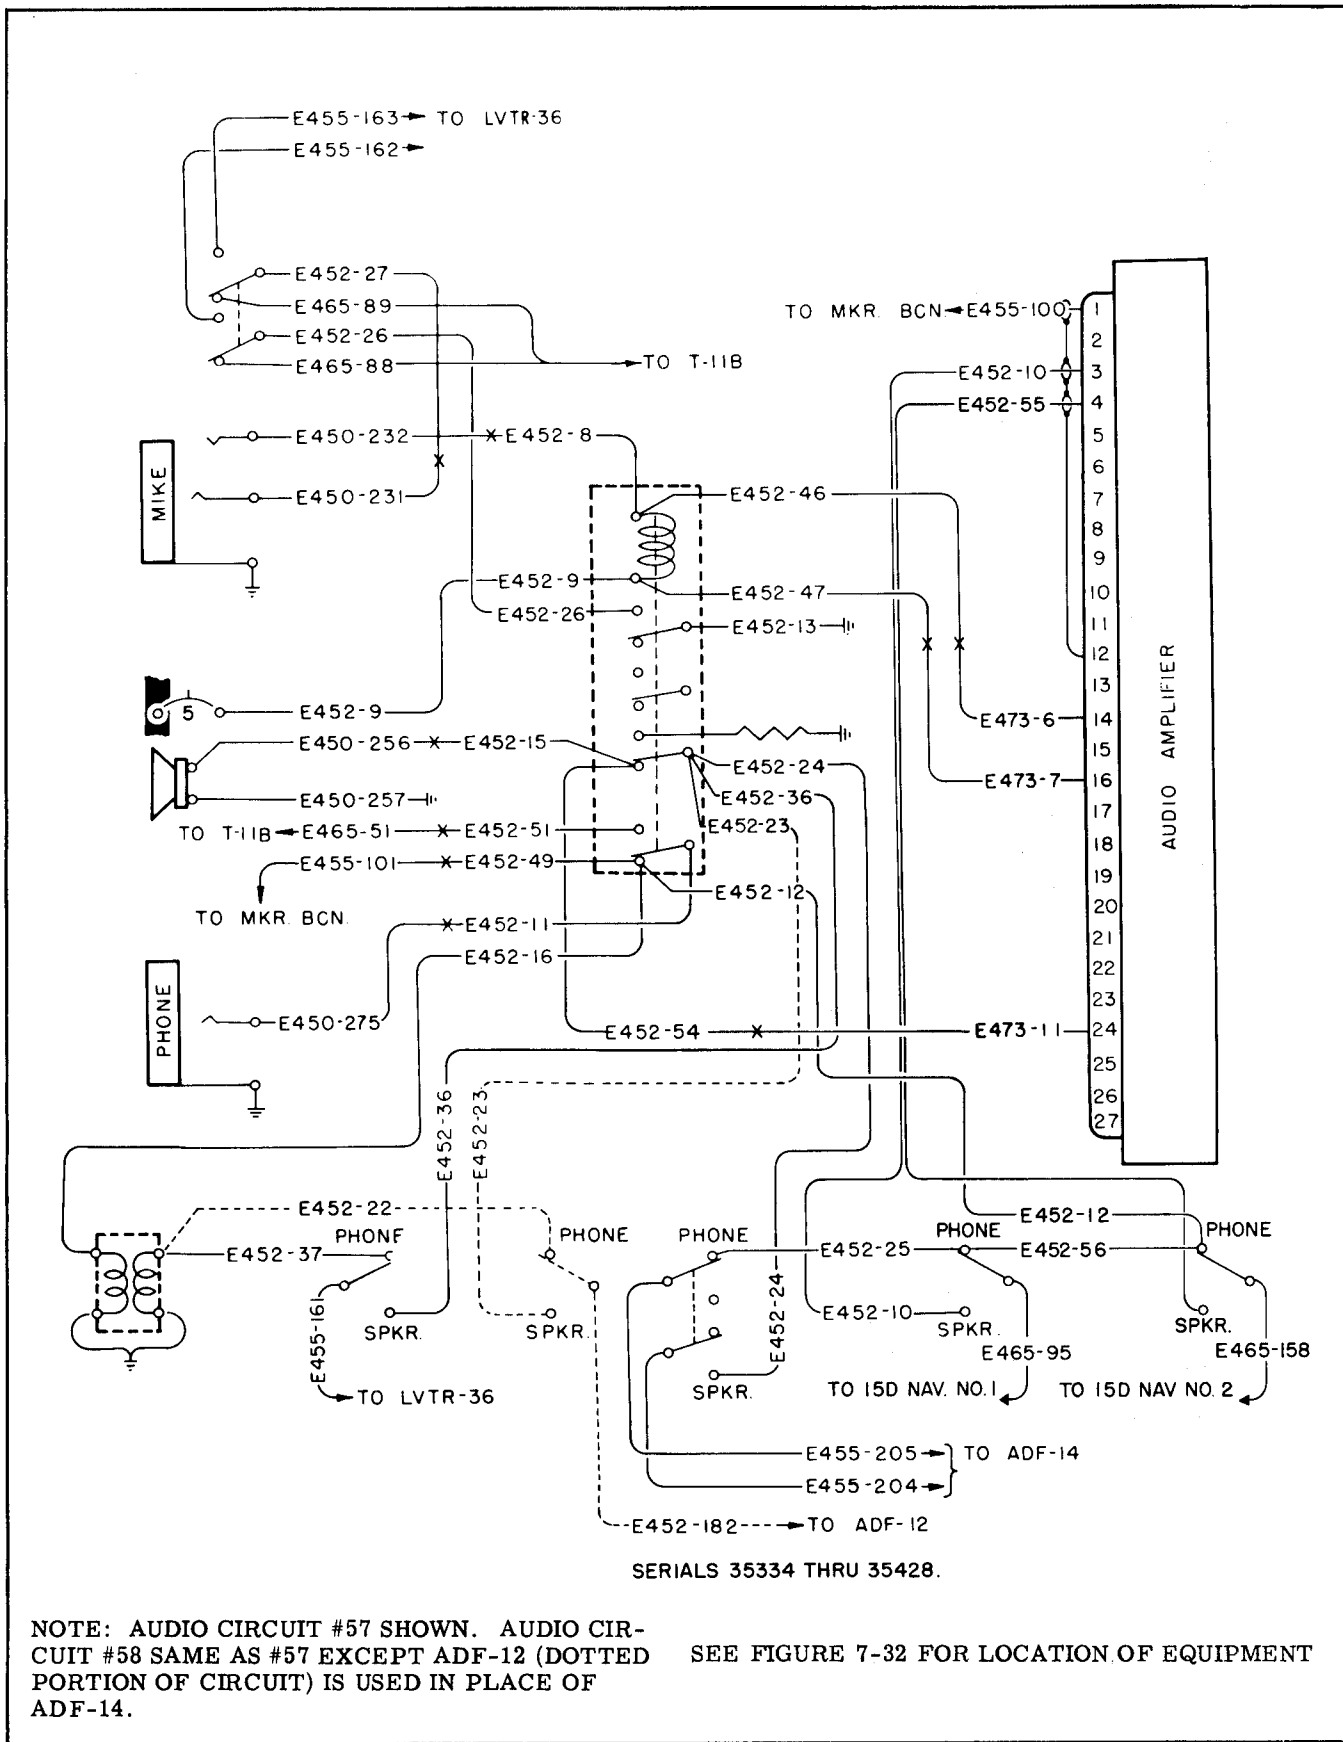 E455-163 TO LVTR-36
E455-162
E452-27
E465-89
E452-26
E465-88
TO T-11B
TO MKR. BCN. E455-100
E452-10
E452-55
MIKE
E450-232 E452-8
E450-231
E452-46
E452-9
E452-47
E452-26
E452-13
5
E452-9
E450-256 E452-15
E452-24
E450-257
E452-36
TO T-11B E465-51 E452-51
E452-23
E455-101 E452-49
TO MKR. BCN.
E452-12
E452-11
E452-16
PHONE
E450-275
E452-54
E473-6
E473-7
E473-11
1
2
3
4
5
6
7
8
9
10
11
12
13
14
15
16
17
18
19
20
21
22
23
24
25
26
27
AUDIO AMPLIFIER
E452-36
E452-23
E452-22
E452-37
PHONE
PHONE
PHONE
PHONE
PHONE
E452-12
E452-25
E452-56
E455-161
SPKR.
SPKR.
SPKR.
SPKR.
SPKR.
E452-24
E452-10
E465-95
E465-158
TO LVTR-36
TO 15D NAV. NO. 1
TO 15D NAV NO. 2
E455-205 TO ADF-14
E455-204
E452-182 TO ADF-12
SERIALS 35334 THRU 35428.
NOTE: AUDIO CIRCUIT #57 SHOWN. AUDIO CIR-
CUIT #58 SAME AS #57 EXCEPT ADF-12 (DOTTED
PORTION OF CIRCUIT) IS USED IN PLACE OF
ADF-14.
SEE FIGURE 7-32 FOR LOCATION OF EQUIPMENT